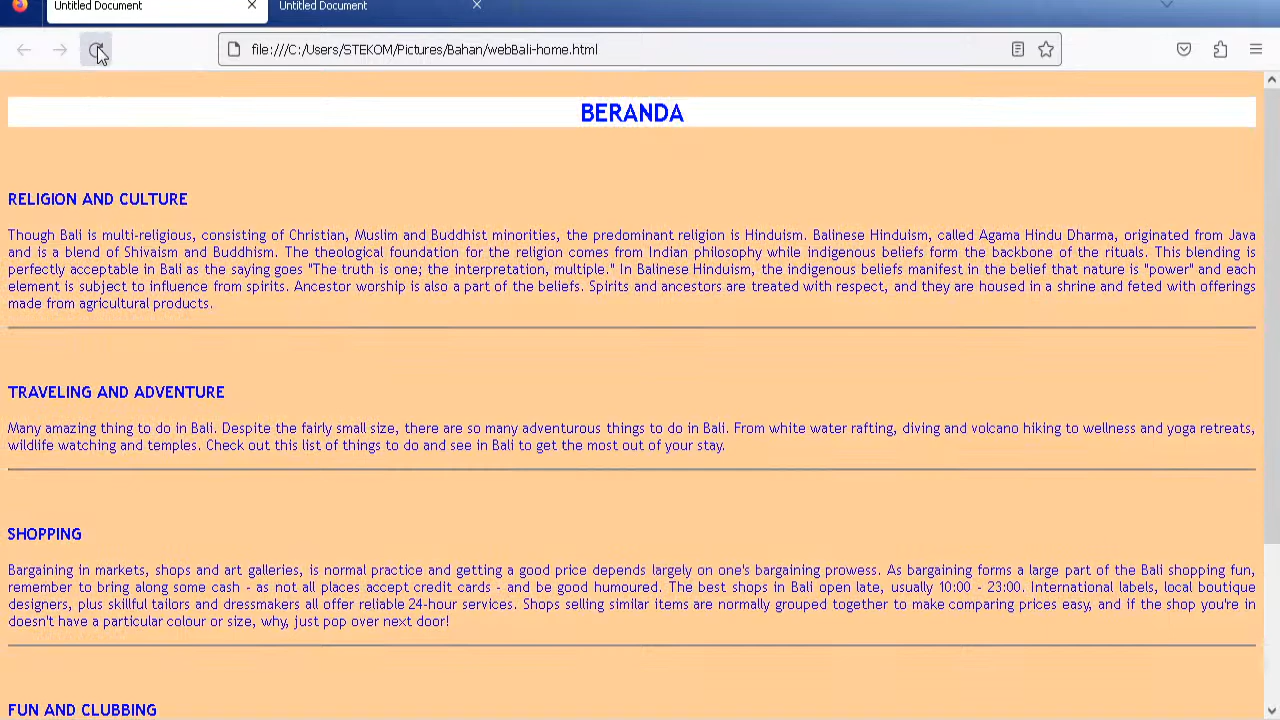 Untitled Document
Untitled Document
file:///C:/Users/STEKOM/Pictures/Bahan/webBali-home.html
BERANDA
RELIGION AND CULTURE
Though Bali is multi-religious, consisting of Christian, Muslim and Buddhist minorities, the predominant religion is Hinduism. Balinese Hinduism, called Agama Hindu Dharma, originated from Java
and is a blend of Shivaism and Buddhism. The theological foundation for the religion comes from Indian philosophy while indigenous beliefs form the backbone of the rituals. This blending is
perfectly acceptable in Bali as the saying goes "The truth is one; the interpretation, multiple." In Balinese Hinduism, the indigenous beliefs manifest in the belief that nature is "power" and each
element is subject to influence from spirits. Ancestor worship is also a part of the beliefs. Spirits and ancestors are treated with respect, and they are housed in a shrine and feted with offerings
made from agricultural products.
TRAVELING AND ADVENTURE
Many amazing thing to do in Bali. Despite the fairly small size, there are so many adventurous things to do in Bali. From white water rafting, diving and volcano hiking to wellness and yoga retreats,
wildlife watching and temples. Check out this list of things to do and see in Bali to get the most out of your stay.
SHOPPING
Bargaining in markets, shops and art galleries, is normal practice and getting a good price depends largely on one's bargaining prowess. As bargaining forms a large part of the Bali shopping fun,
remember to bring along some cash - as not all places accept credit cards - and be good humoured. The best shops in Bali open late, usually 10:00 - 23:00. International labels, local boutique
designers, plus skillful tailors and dressmakers all offer reliable 24-hour services. Shops selling similar items are normally grouped together to make comparing prices easy, and if the shop you're in
doesn't have a particular colour or size, why, just pop over next door!
FUN AND CLUBBING